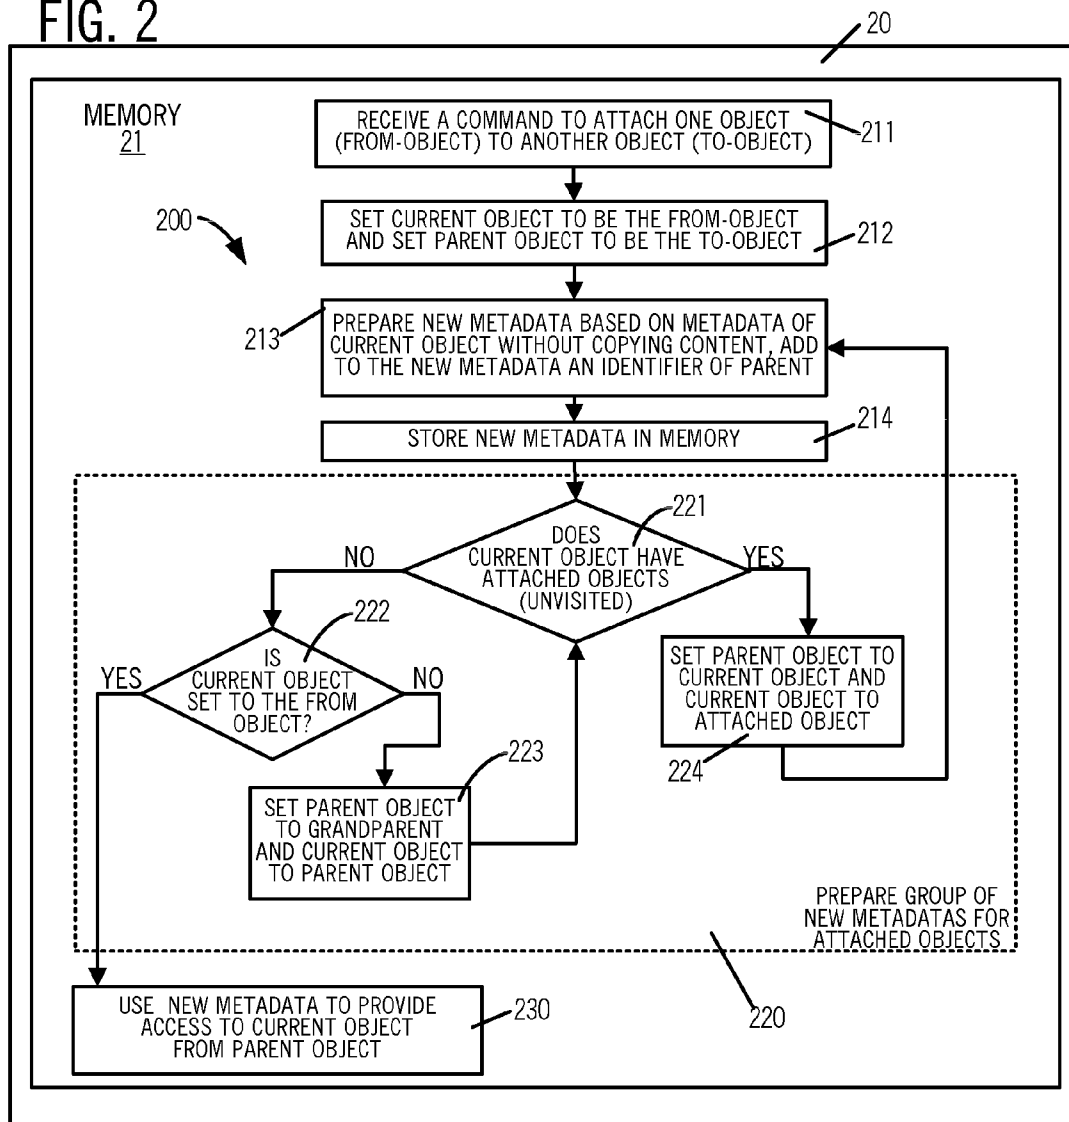 FIG. 2
20
MEMORY
21
RECEIVE A COMMAND TO ATTACH ONE OBJECT
(FROM-OBJECT) TO ANOTHER OBJECT (TO-OBJECT)
211
200
SET CURRENT OBJECT TO BE THE FROM-OBJECT
AND SET PARENT OBJECT TO BE THE TO-OBJECT
212
213
PREPARE NEW METADATA BASED ON METADATA OF
CURRENT OBJECT WITHOUT COPYING CONTENT, ADD
TO THE NEW METADATA AN IDENTIFIER OF PARENT
STORE NEW METADATA IN MEMORY
214
221
DOES
CURRENT OBJECT HAVE
ATTACHED OBJECTS
(UNVISITED)
NO
YES
222
IS
CURRENT OBJECT
SET TO THE FROM
OBJECT?
YES
NO
SET PARENT OBJECT TO
CURRENT OBJECT AND
CURRENT OBJECT TO
ATTACHED OBJECT
224
223
SET PARENT OBJECT
TO GRANDPARENT
AND CURRENT OBJECT
TO PARENT OBJECT
PREPARE GROUP OF
NEW METADATAS FOR
ATTACHED OBJECTS
220
USE NEW METADATA TO PROVIDE
ACCESS TO CURRENT OBJECT
FROM PARENT OBJECT
230